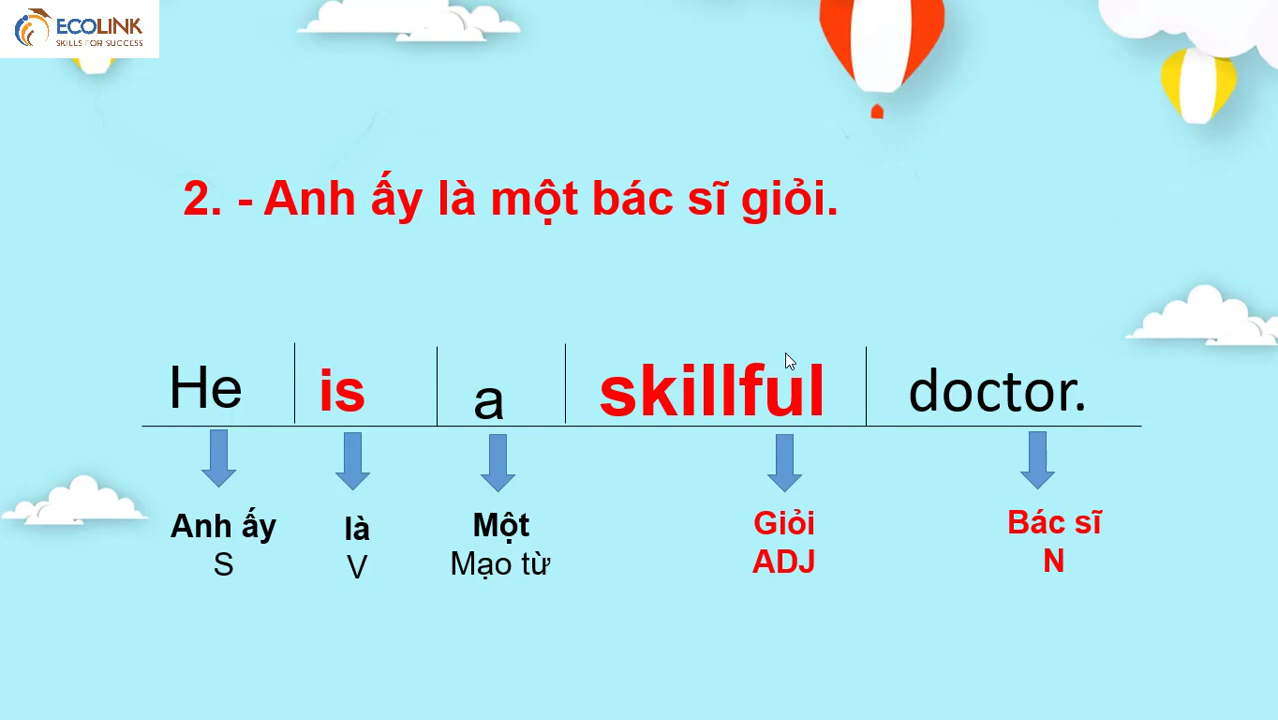 ECOLINK
SKILLS FOR SUCCESS
2. - Anh ấy là một bác sĩ giỏi.
He is a skillful doctor.
Anh ấy là Một Giỏi Bác sĩ
S V Mạo từ ADJ N